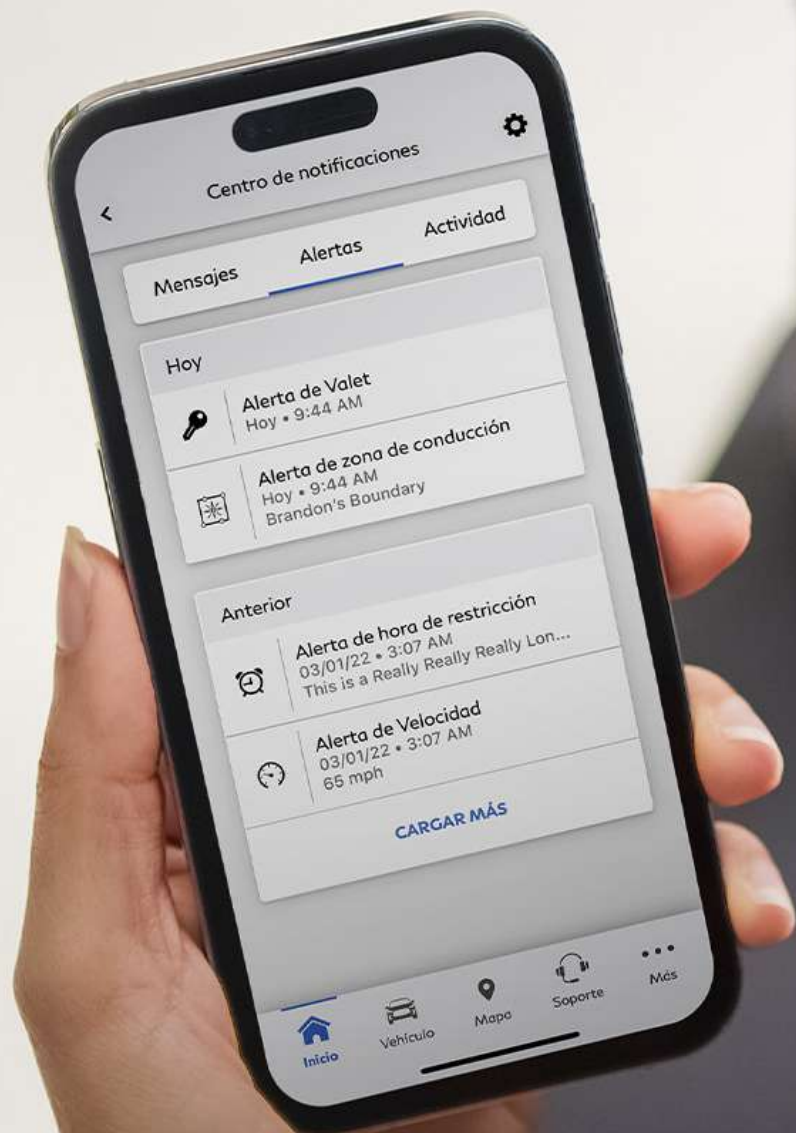 Centro de notificaciones
Mensajes
Alertas
Actividad
Hoy
Alerta de Valet
Hoy • 9:44 AM
Alerta de zona de conducción
Hoy • 9:44 AM
Brandon's Boundary
Anterior
Alerta de hora de restricción
03/01/22 • 3:07 AM
This is a Really Really Really Lon...
Alerta de Velocidad
03/01/22 • 3:07 AM
65 mph
CARGAR MÁS
Inicio
Vehículo
Mapa
Soporte
Más